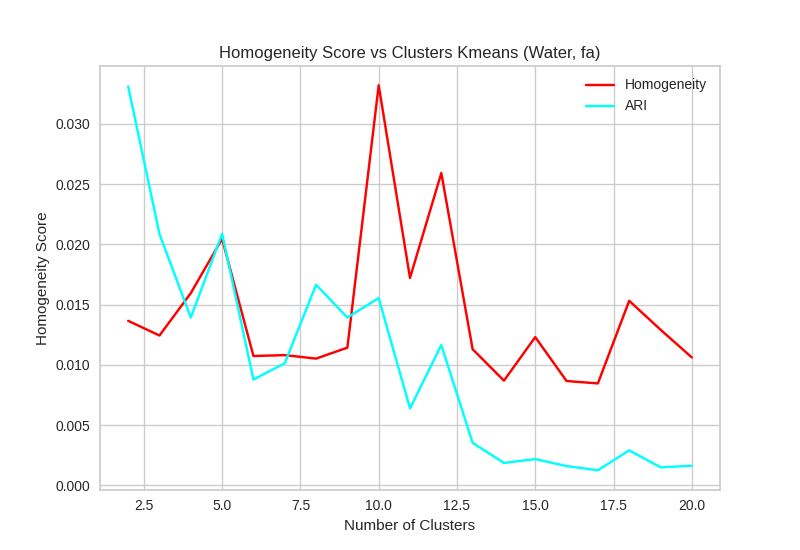 Homogeneity Score vs Clusters Kmeans (Water, fa)
Homogeneity
ARI
0.030
0.025
0.020
0.015
0.010
0.005
0.000
Homogeneity Score
2.5 5.0 7.5 10.0 12.5 15.0 17.5 20.0
Number of Clusters